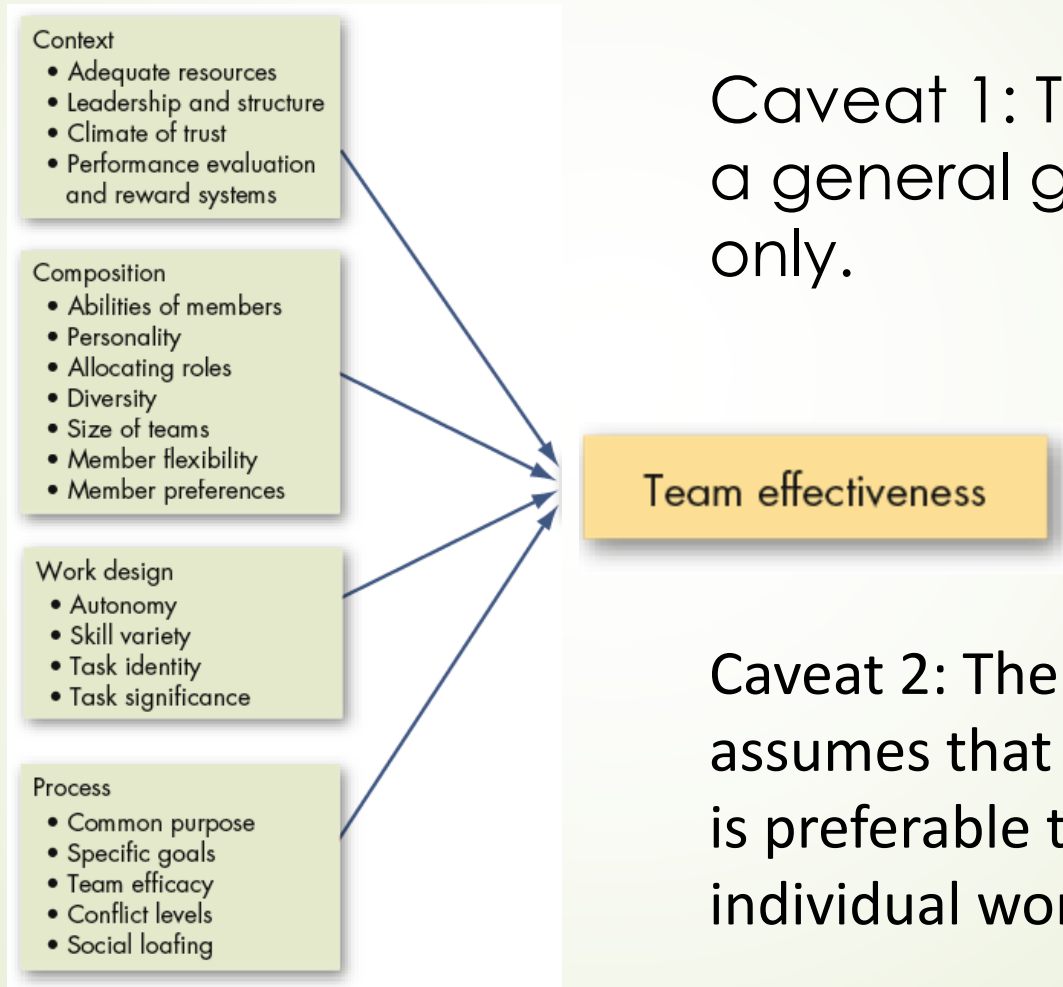 Context
• Adequate resources
• Leadership and structure
• Climate of trust
• Performance evaluation
and reward systems
Composition
• Abilities of members
• Personality
• Allocating roles
• Diversity
• Size of teams
• Member flexibility
• Member preferences
Work design
• Autonomy
• Skill variety
• Task identity
• Task significance
Process
• Common purpose
• Specific goals
• Team efficacy
• Conflict levels
• Social loafing
Team effectiveness
Caveat 1:
a general
only.
Caveat 2: The
assumes that
is preferable
individual